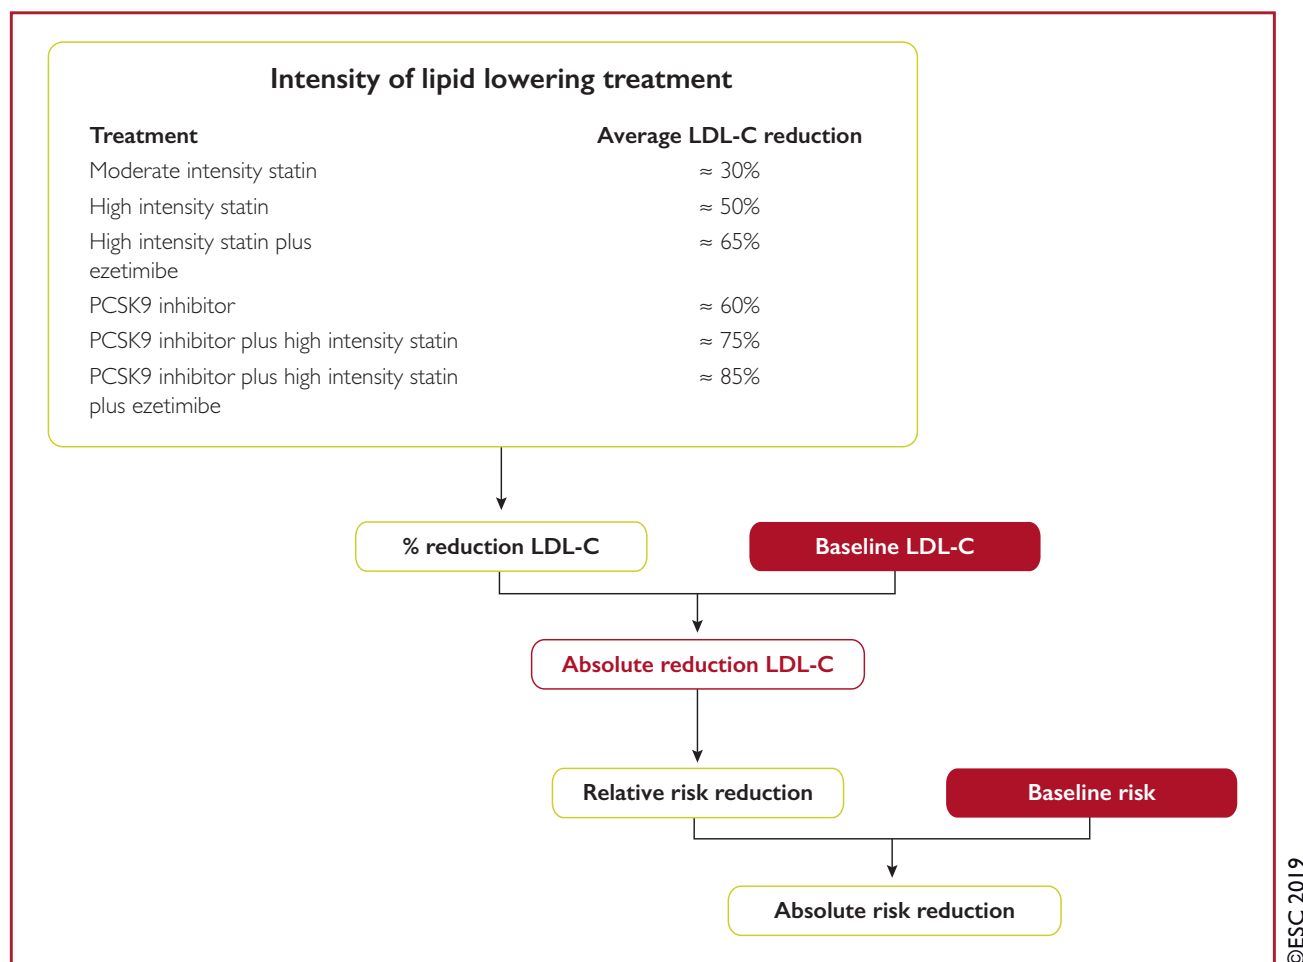 Intensity of lipid lowering treatment
Treatment Average LDL-C reduction
Moderate intensity statin ≈ 30%
High intensity statin ≈ 50%
High intensity statin plus ≈ 65%
ezetimibe
PCSK9 inhibitor ≈ 60%
PCSK9 inhibitor plus high intensity statin ≈ 75%
PCSK9 inhibitor plus high intensity statin ≈ 85%
plus ezetimibe
% reduction LDL-C Baseline LDL-C
Absolute reduction LDL-C
Relative risk reduction Baseline risk
Absolute risk reduction
©ESC 2019